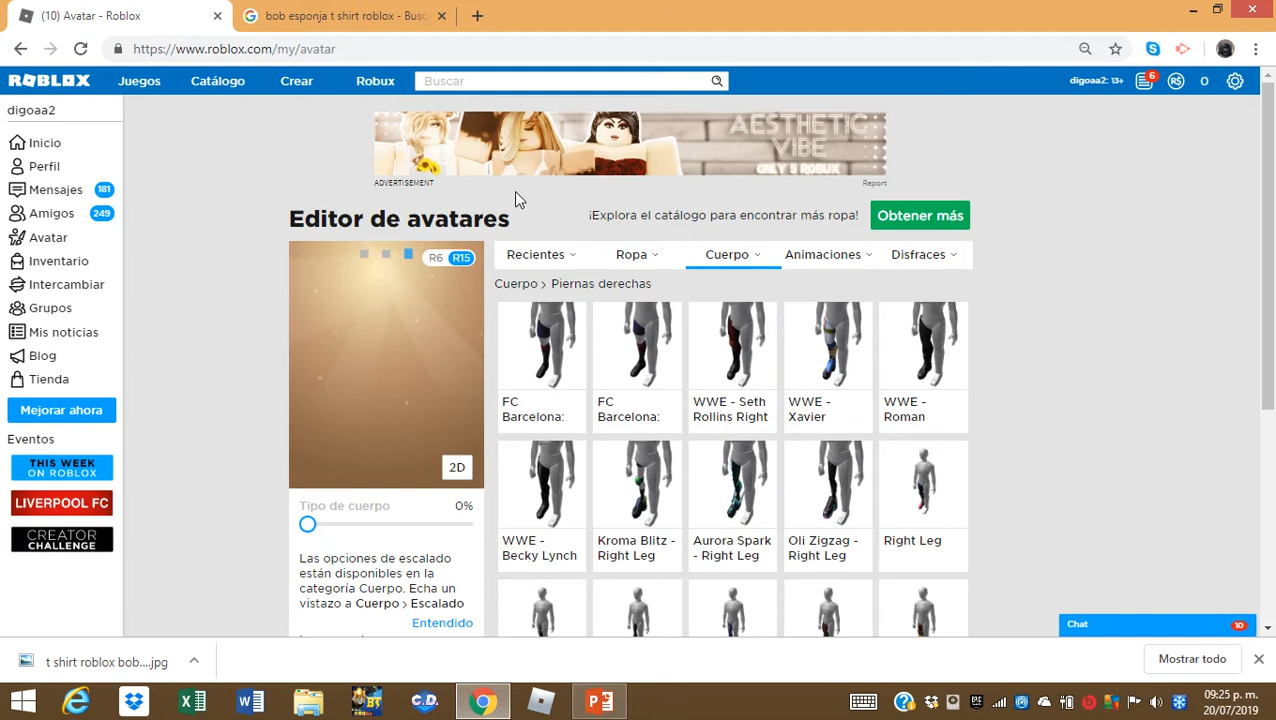 (10) Avatar - Roblox
bob esponja t shirt roblox - Busc
https://www.roblox.com/my/avatar
ROBLOX
Juegos
Catálogo
Crear
Robux
Buscar
digoaa2: 13+
6
R$
0
digoaa2
Inicio
Perfil
Mensajes 181
Amigos 249
Avatar
Inventario
Intercambiar
Grupos
Mis noticias
Blog
Tienda
Mejorar ahora
Eventos
THIS WEEK
ON ROBLOX
LIVERPOOL FC
CREATOR
CHALLENGE
AESTHETIC
VIBE
ONLY 5 ROBUX
ADVERTISEMENT
Report
Editor de avatares
¡Explora el catálogo para encontrar más ropa!
Obtener más
R6 R15
2D
Tipo de cuerpo 0%
Las opciones de escalado
están disponibles en la
categoría Cuerpo. Echa un
vistazo a Cuerpo > Escalado
Entendido
Recientes
Ropa
Cuerpo
Animaciones
Disfraces
Cuerpo > Piernas derechas
FC
Barcelona:
FC
Barcelona:
WWE - Seth
Rollins Right
WWE -
Xavier
WWE -
Roman
WWE -
Becky Lynch
Kroma Blitz -
Right Leg
Aurora Spark
- Right Leg
Oli Zigzag -
Right Leg
Right Leg
Chat 10
t shirt roblox bob....jpg
Mostrar todo
C.D.
09:25 p. m.
20/07/2019